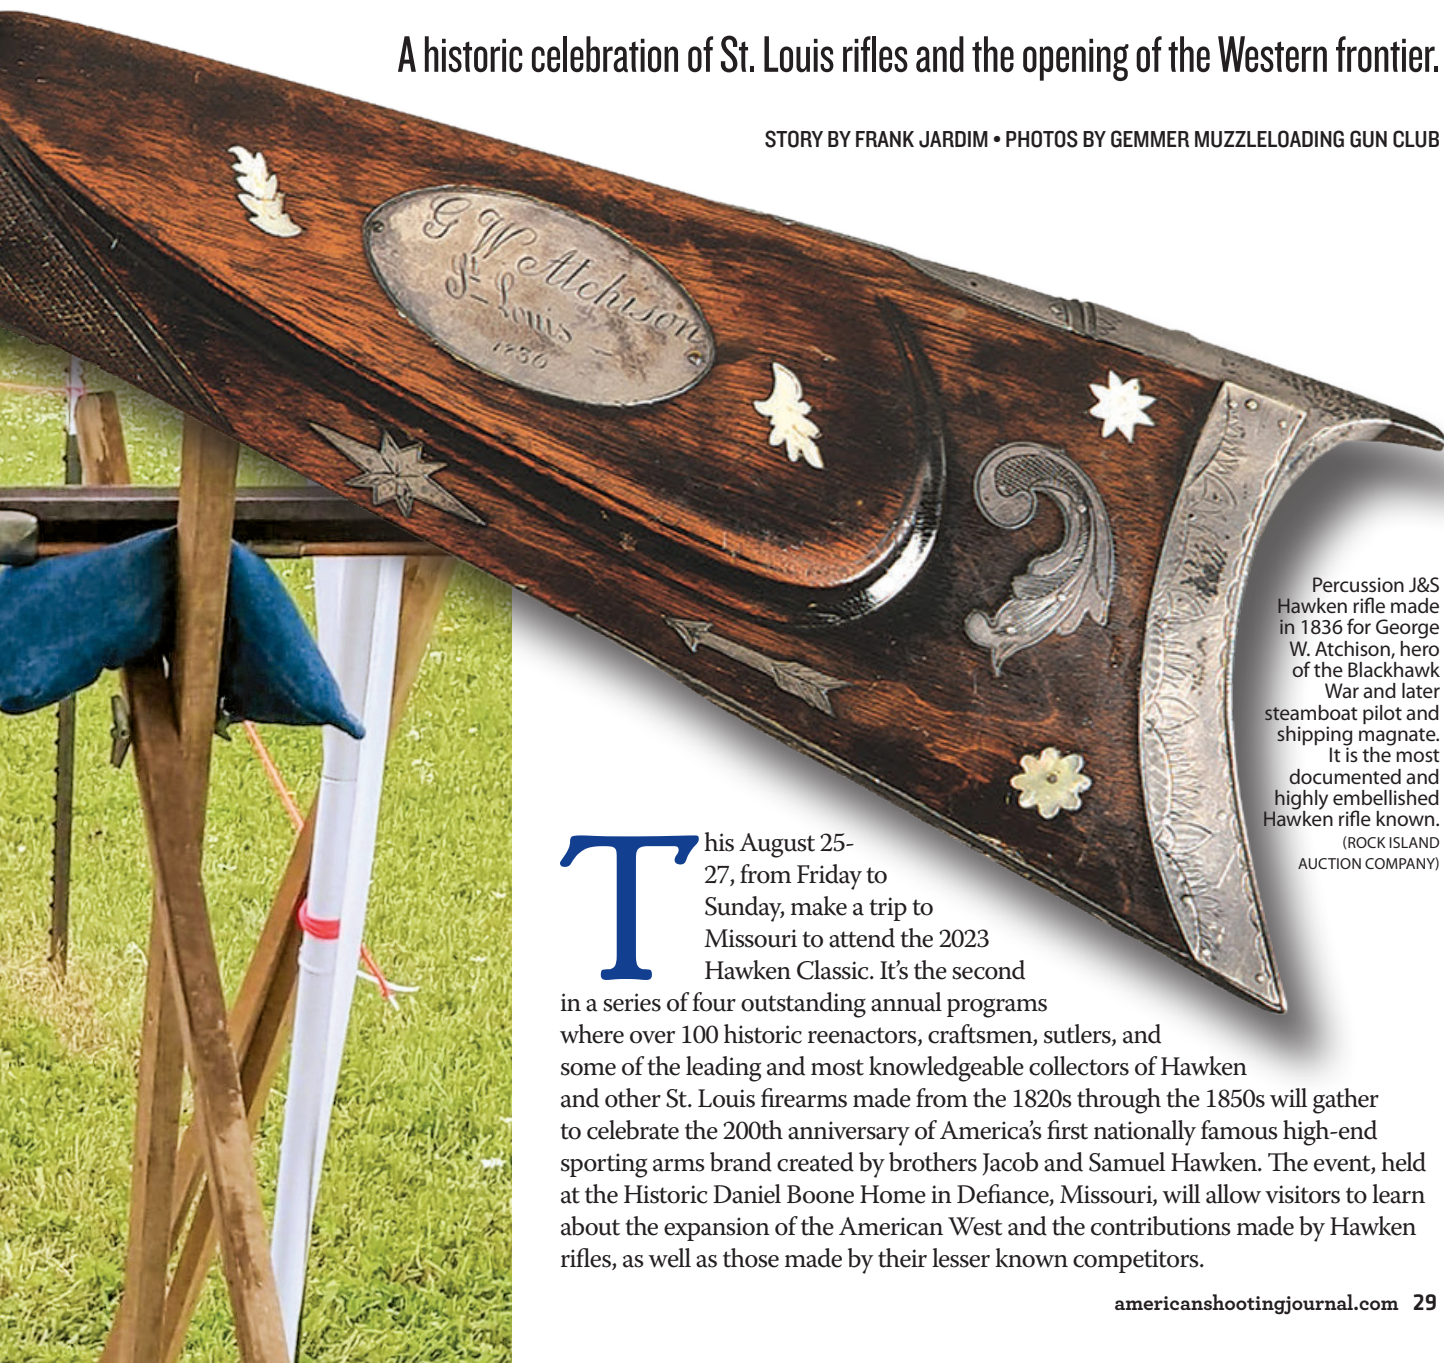 A historic celebration of St. Louis rifles and the opening of the Western frontier.
STORY BY FRANK JARDIM • PHOTOS BY GEMMER MUZZLELOADING GUN CLUB
G W Atchison
St Louis
1836
Percussion J&S
Hawken rifle made
in 1836 for George
W. Atchison, hero
of the Blackhawk
War and later
steamboat pilot and
shipping magnate.
It is the most
documented and
highly embellished
Hawken rifle known.
(ROCK ISLAND
AUCTION COMPANY)
This August 25-
27, from Friday to
Sunday, make a trip to
Missouri to attend the 2023
Hawken Classic. It’s the second
in a series of four outstanding annual programs
where over 100 historic reenactors, craftsmen, sutlers, and
some of the leading and most knowledgeable collectors of Hawken
and other St. Louis firearms made from the 1820s through the 1850s will gather
to celebrate the 200th anniversary of America’s first nationally famous high-end
sporting arms brand created by brothers Jacob and Samuel Hawken. The event, held
at the Historic Daniel Boone Home in Defiance, Missouri, will allow visitors to learn
about the expansion of the American West and the contributions made by Hawken
rifles, as well as those made by their lesser known competitors.
americanshootingjournal.com 29